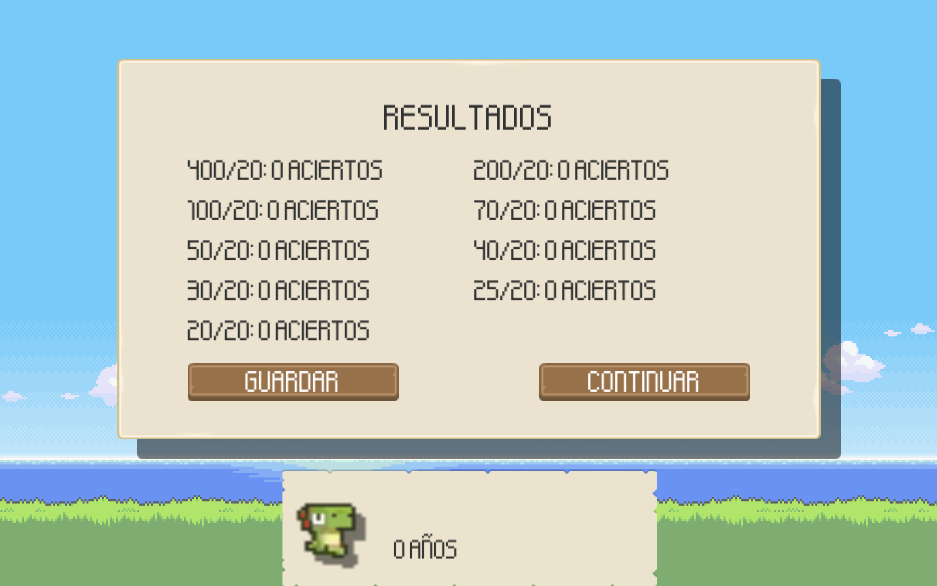 RESULTADOS
400/20: 0 ACIERTOS
200/20: 0 ACIERTOS
100/20: 0 ACIERTOS
70/20: 0 ACIERTOS
50/20: 0 ACIERTOS
40/20: 0 ACIERTOS
30/20: 0 ACIERTOS
25/20: 0 ACIERTOS
20/20: 0 ACIERTOS
GUARDAR
CONTINUAR
0 AÑOS